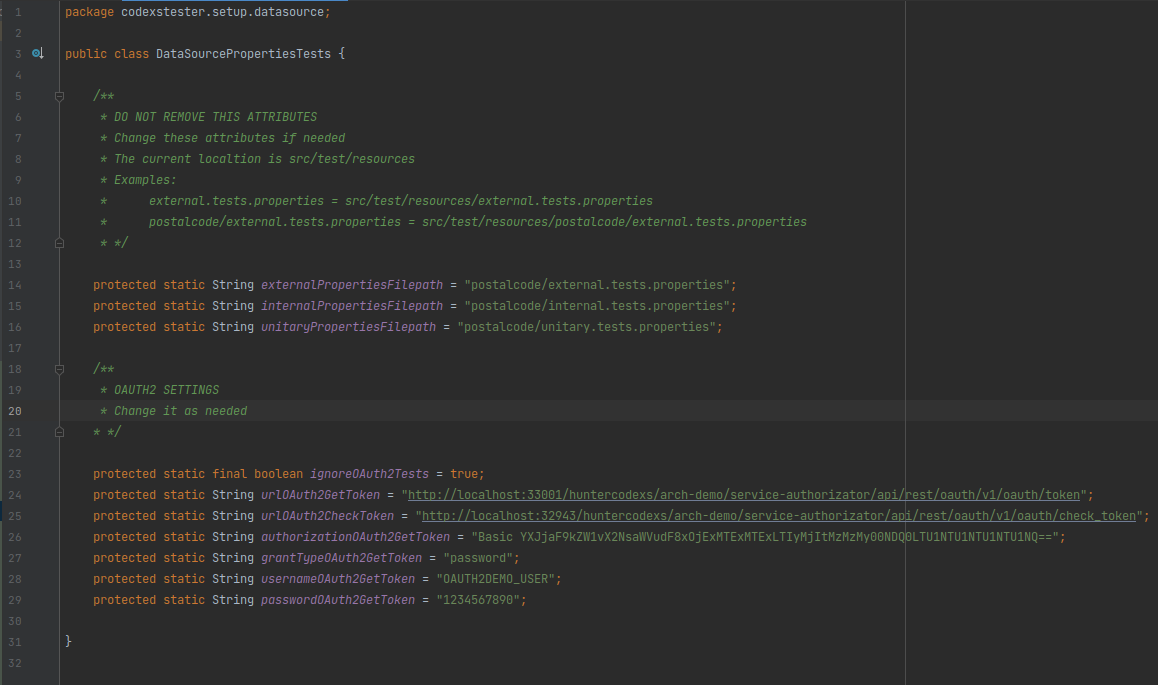 1 package codexstester.setup.datasource;
2
3 public class DataSourcePropertiesTests {
4
5 /**
6 * DO NOT REMOVE THIS ATTRIBUTES
7 * Change these attributes if needed
8 * The current localtion is src/test/resources
9 * Examples:
10 * external.tests.properties = src/test/resources/external.tests.properties
11 * postalcode/external.tests.properties = src/test/resources/postalcode/external.tests.properties
12 * */
13
14 protected static String externalPropertiesFilepath = "postalcode/external.tests.properties";
15 protected static String internalPropertiesFilepath = "postalcode/internal.tests.properties";
16 protected static String unitaryPropertiesFilepath = "postalcode/unitary.tests.properties";
17
18 /**
19 * OAUTH2 SETTINGS
20 * Change it as needed
21 * */
22
23 protected static final boolean ignoreOAuth2Tests = true;
24 protected static String urlOAuth2GetToken = "http://localhost:33001/huntercodexs/arch-demo/service-authorizator/api/rest/oauth/v1/oauth/token";
25 protected static String urlOAuth2CheckToken = "http://localhost:32943/huntercodexs/arch-demo/service-authorizator/api/rest/oauth/v1/oauth/check_token";
26 protected static String authorizationOAuth2GetToken = "Basic YXJjaF9kZW1vX2NsaWVudF8xOjExMTExMTExLTIyMjItMzMzMy00NDQ0LTU1NTU1NTU1NTU1NQ==";
27 protected static String grantTypeOAuth2GetToken = "password";
28 protected static String usernameOAuth2GetToken = "OAUTH2DEMO_USER";
29 protected static String passwordOAuth2GetToken = "1234567890";
30
31 }
32